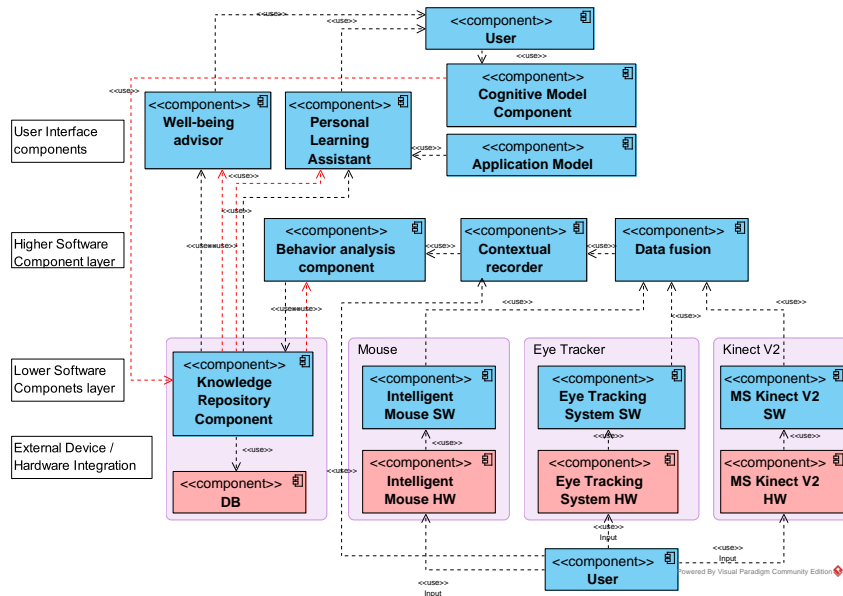 <<use>>
<<component>>
User
<<use>>
<<use>>
<<component>>
Cognitive Model
Component
<<component>>
Well-being
advisor
<<component>>
Personal
Learning
Assistant
User Interface
components
<<use>>
<<component>>
Application Model
<<use>>
<<use>>
<<use>>
<<use>>
Higher Software
Component layer
<<component>>
Behavior analysis
component
<<use>>
<<component>>
Contextual
recorder
<<use>>
<<component>>
Data fusion
<<use>>
<<use>>
<<use>>
<<use>>
<<use>>
Lower Software
Componets layer
<<component>>
Knowledge
Repository
Component
Mouse
<<component>>
Intelligent
Mouse SW
Eye Tracker
<<component>>
Eye Tracking
System SW
Kinect V2
<<component>>
MS Kinect V2
SW
External Device /
Hardware Integration
<<use>>
<<use>>
<<use>>
<<use>>
<<use>>
<<component>>
DB
<<component>>
Intelligent
Mouse HW
<<component>>
Eye Tracking
System HW
<<component>>
MS Kinect V2
HW
<<use>>
Input
<<component>>
User
<<use>>
Input
<<use>>
Input
Powered By Visual Paradigm Community Edition